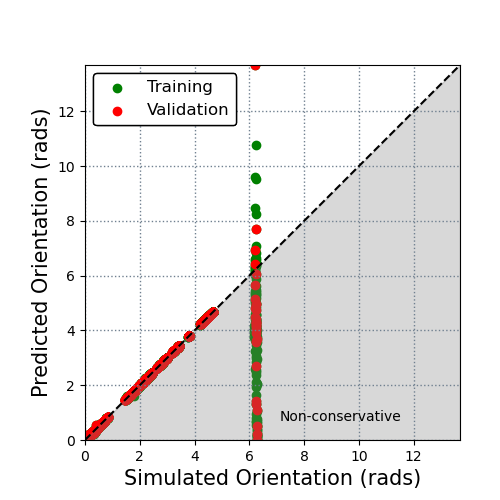 Training
Validation
Predicted Orientation (rads)
12
10
8
6
4
2
0
Non-conservative
0 2 4 6 8 10 12
Simulated Orientation (rads)